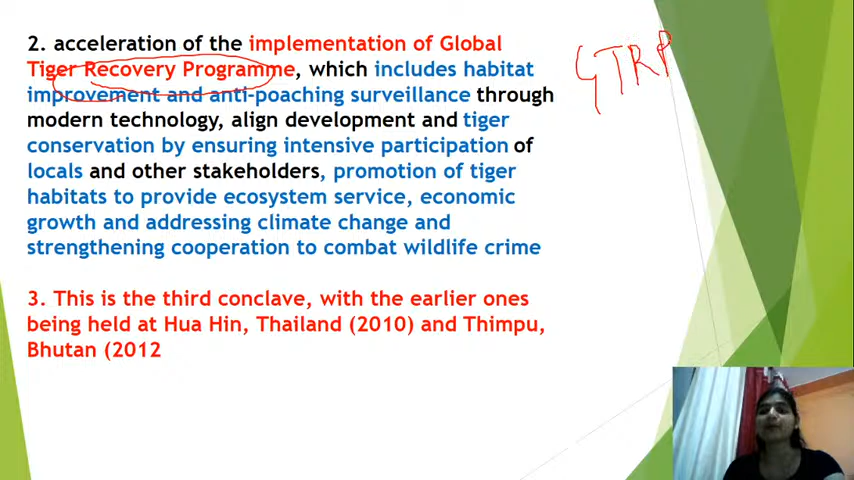 2. acceleration of the implementation of Global
Tiger Recovery Programme, which includes habitat
improvement and anti-poaching surveillance through
modern technology, align development and tiger
conservation by ensuring intensive participation of
locals and other stakeholders, promotion of tiger
habitats to provide ecosystem service, economic
growth and addressing climate change and
strengthening cooperation to combat wildlife crime
3. This is the third conclave, with the earlier ones
being held at Hua Hin, Thailand (2010) and Thimpu,
Bhutan (2012
GTRP